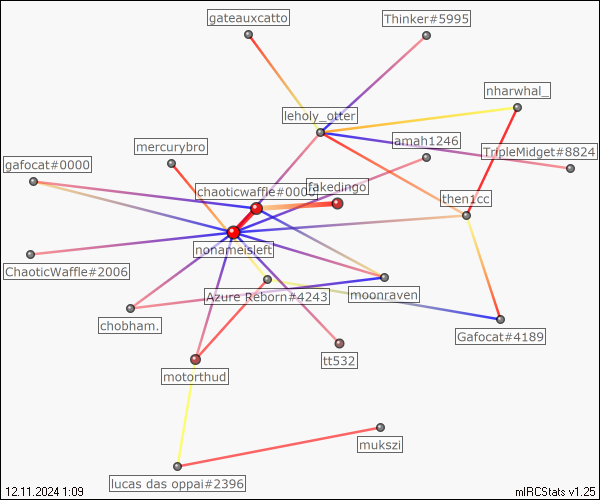 gateauxcatto
Thinker#5995
nharwhal_
leholy_otter
amah1246
mercurybro
TripleMidget#8824
gafocat#0000
chaoticwaffle#0000
fakedingo
then1cc
nonameisleft
ChaoticWaffle#2006
Azure Reborn#4243
moonraven
chobham.
Gafocat#4189
tt532
motorthud
mukszi
lucas das oppai#2396
12.11.2024 1:09
mIRCStats v1.25